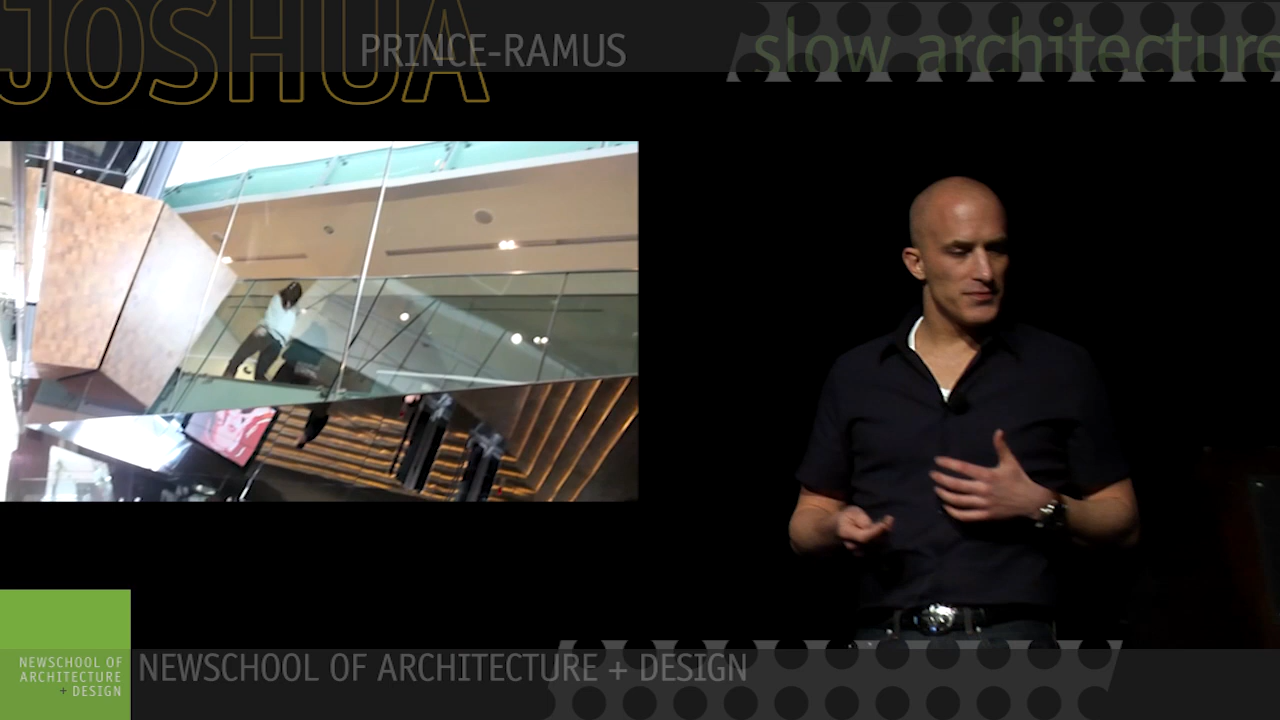 JOSHUA
PRINCE-RAMUS
slow architecture
NEWSCHOOL OF
ARCHITECTURE
+ DESIGN
NEWSCHOOL OF ARCHITECTURE + DESIGN